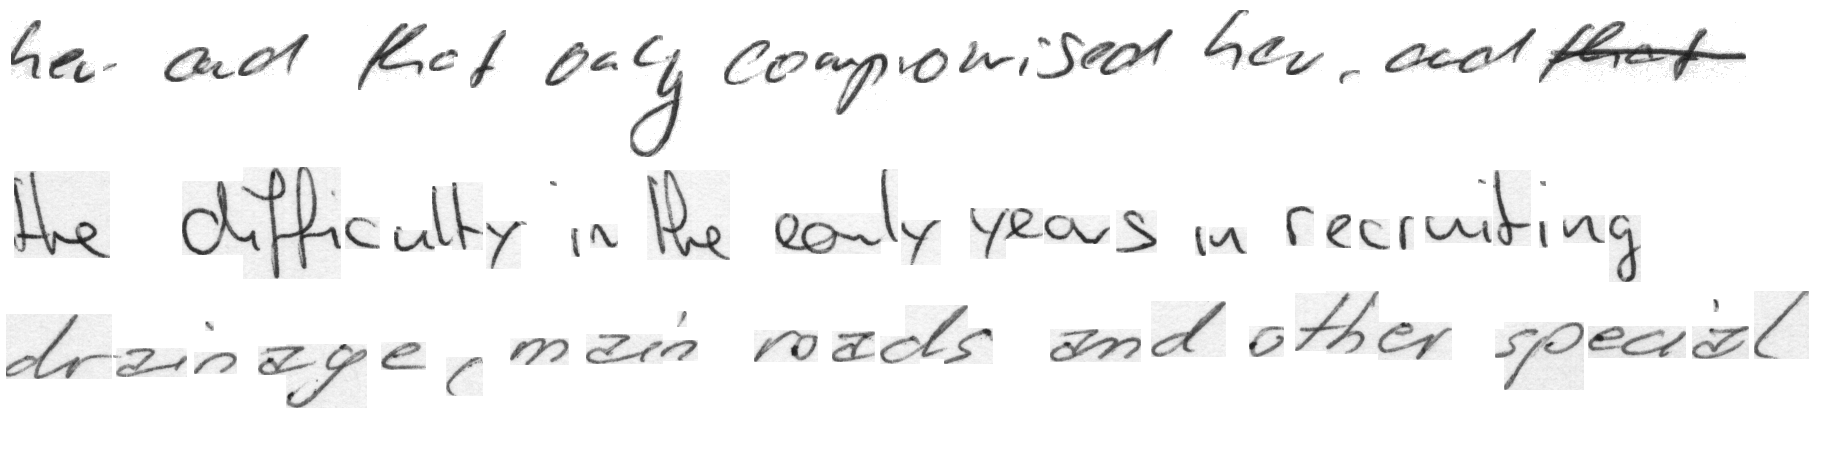 her and that only compromised her, and that
the difficulty in the early years in recruiting
drainage, main roads and other special